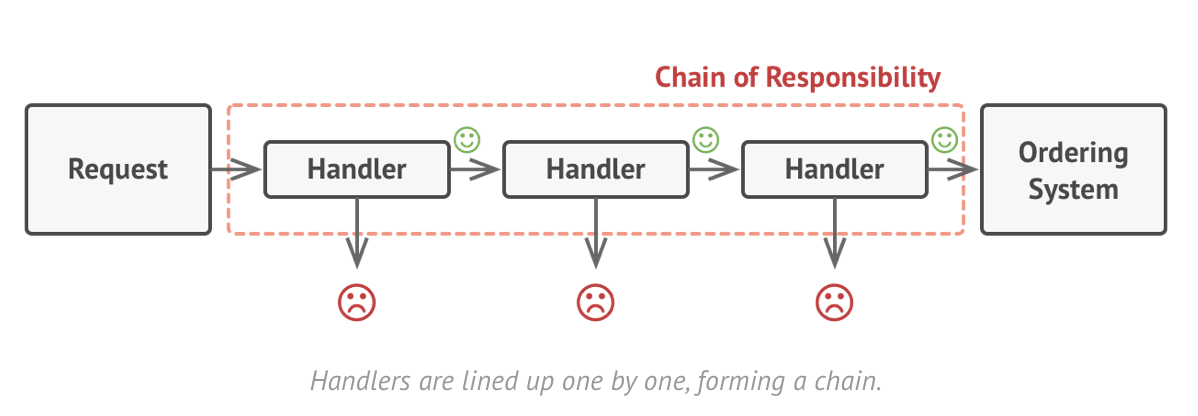 Chain of Responsibility
Request
Handler
Handler
Handler
Ordering
System
Handlers are lined up one by one, forming a chain.